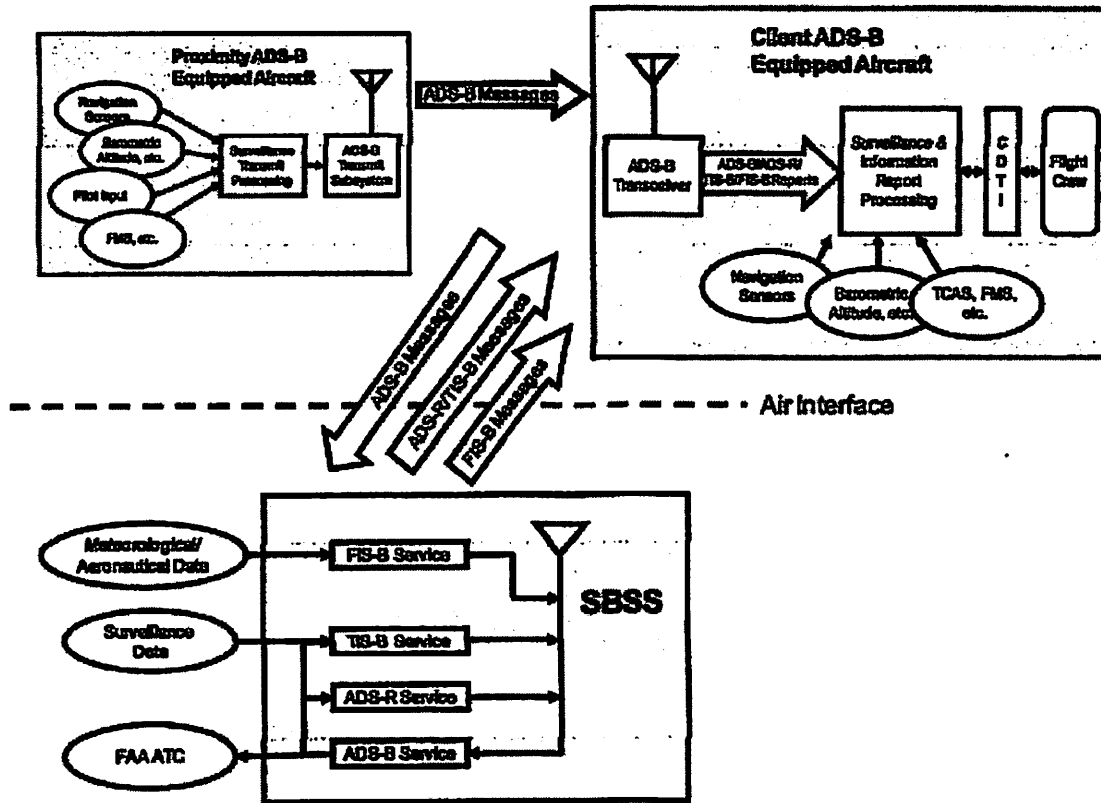 Proximity ADS-B
Equipped Aircraft
Navigation
Barometric
Altitude, etc.
Pilot Input
FMS, etc.
Surveillance
Transmit
Processing
ADS-B
Transmit
Subsystem
ADS-B Messages
Client ADS-B
Equipped Aircraft
ADS-B
Transceiver
ADS-B/ADS-R/
TIS-B/FIS-B Reports
Surveillance &
Information
Report
Processing
C
D
T
I
Flight
Crew
Navigation
Sensors
Barometric
Altitude, etc.
TCAS, FMS,
etc.
ADS-B Messages
ADS-R/TIS-B Messages
FIS-B Messages
Air Interface
Meteorological/
Aeronautical Data
Surveillance
Data
FAA ATC
FIS-B Service
TIS-B Service
ADS-R Service
ADS-B Service
SBSS